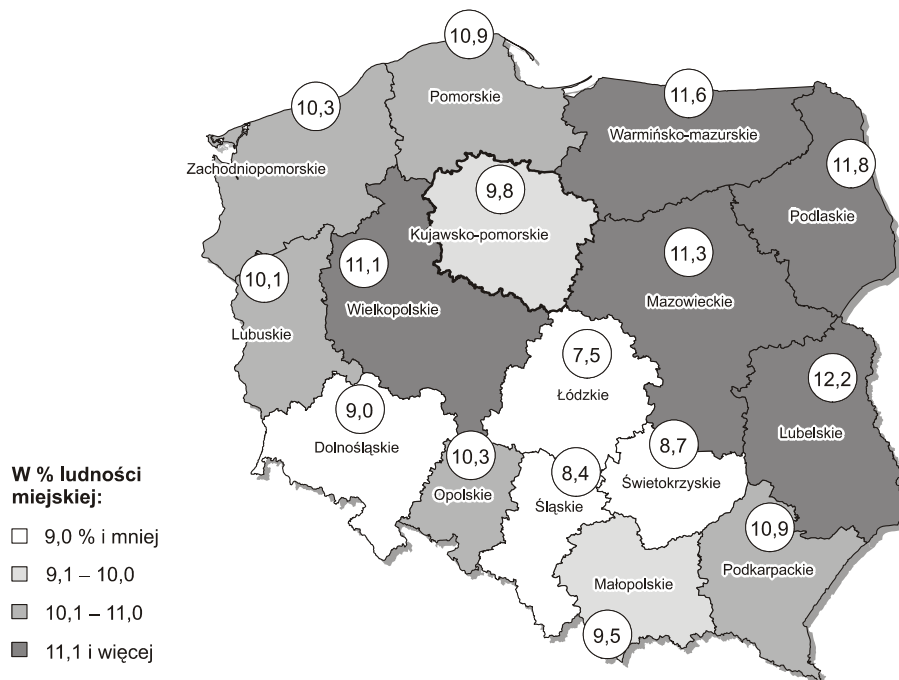 10,9
Pomorskie
10,3
Zachodniopomorskie
11,6
Warmińsko-mazurskie
11,8
Podlaskie
9,8
Kujawsko-pomorskie
10,1
Lubuskie
11,1
Wielkopolskie
11,3
Mazowieckie
7,5
Łódzkie
12,2
Lubelskie
9,0
Dolnośląskie
10,3
Opolskie
8,4
Śląskie
8,7
Świetokrzyskie
10,9
Podkarpackie
Małopolskie
9,5
W % ludności
miejskiej:
9,0 % i mniej
9,1 – 10,0
10,1 – 11,0
11,1 i więcej